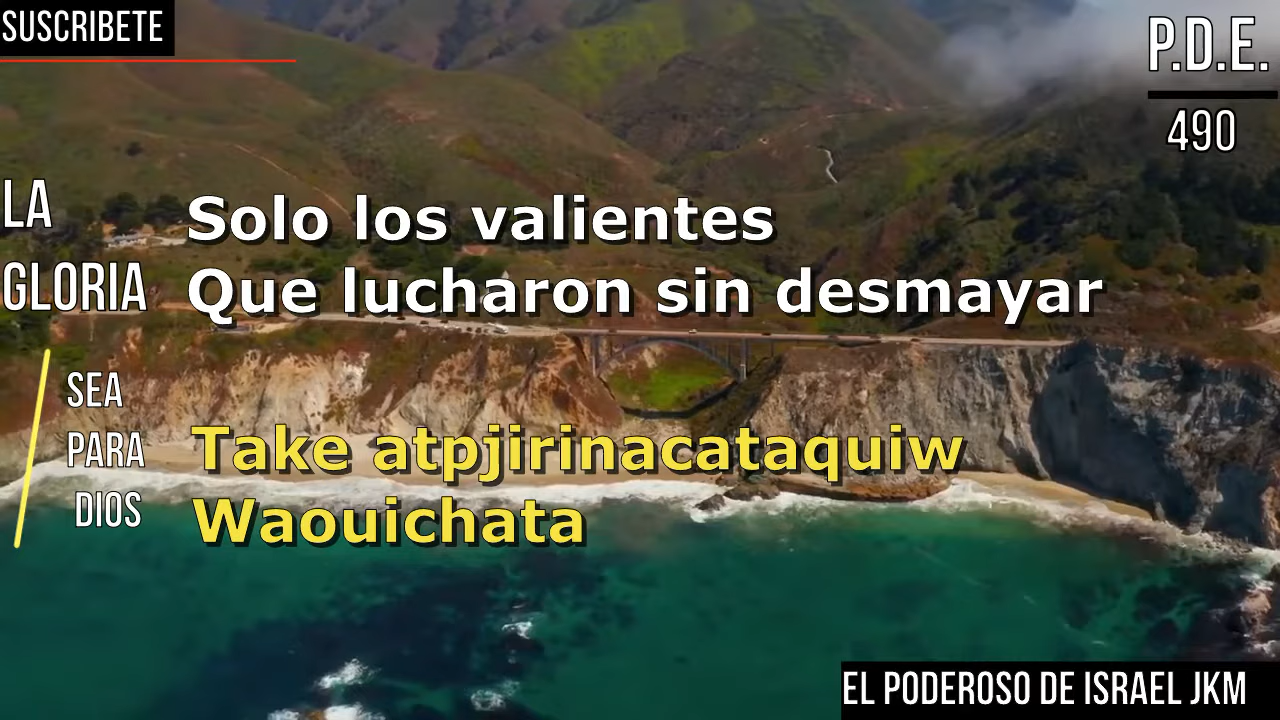 SUSCRIBETE
P.D.E.
490
LA
GLORIA
SEA
PARA
DIOS
Solo los valientes
Que lucharon sin desmayar
Take atpjirinacataquiw
Waouichata
EL PODEROSO DE ISRAEL JKM